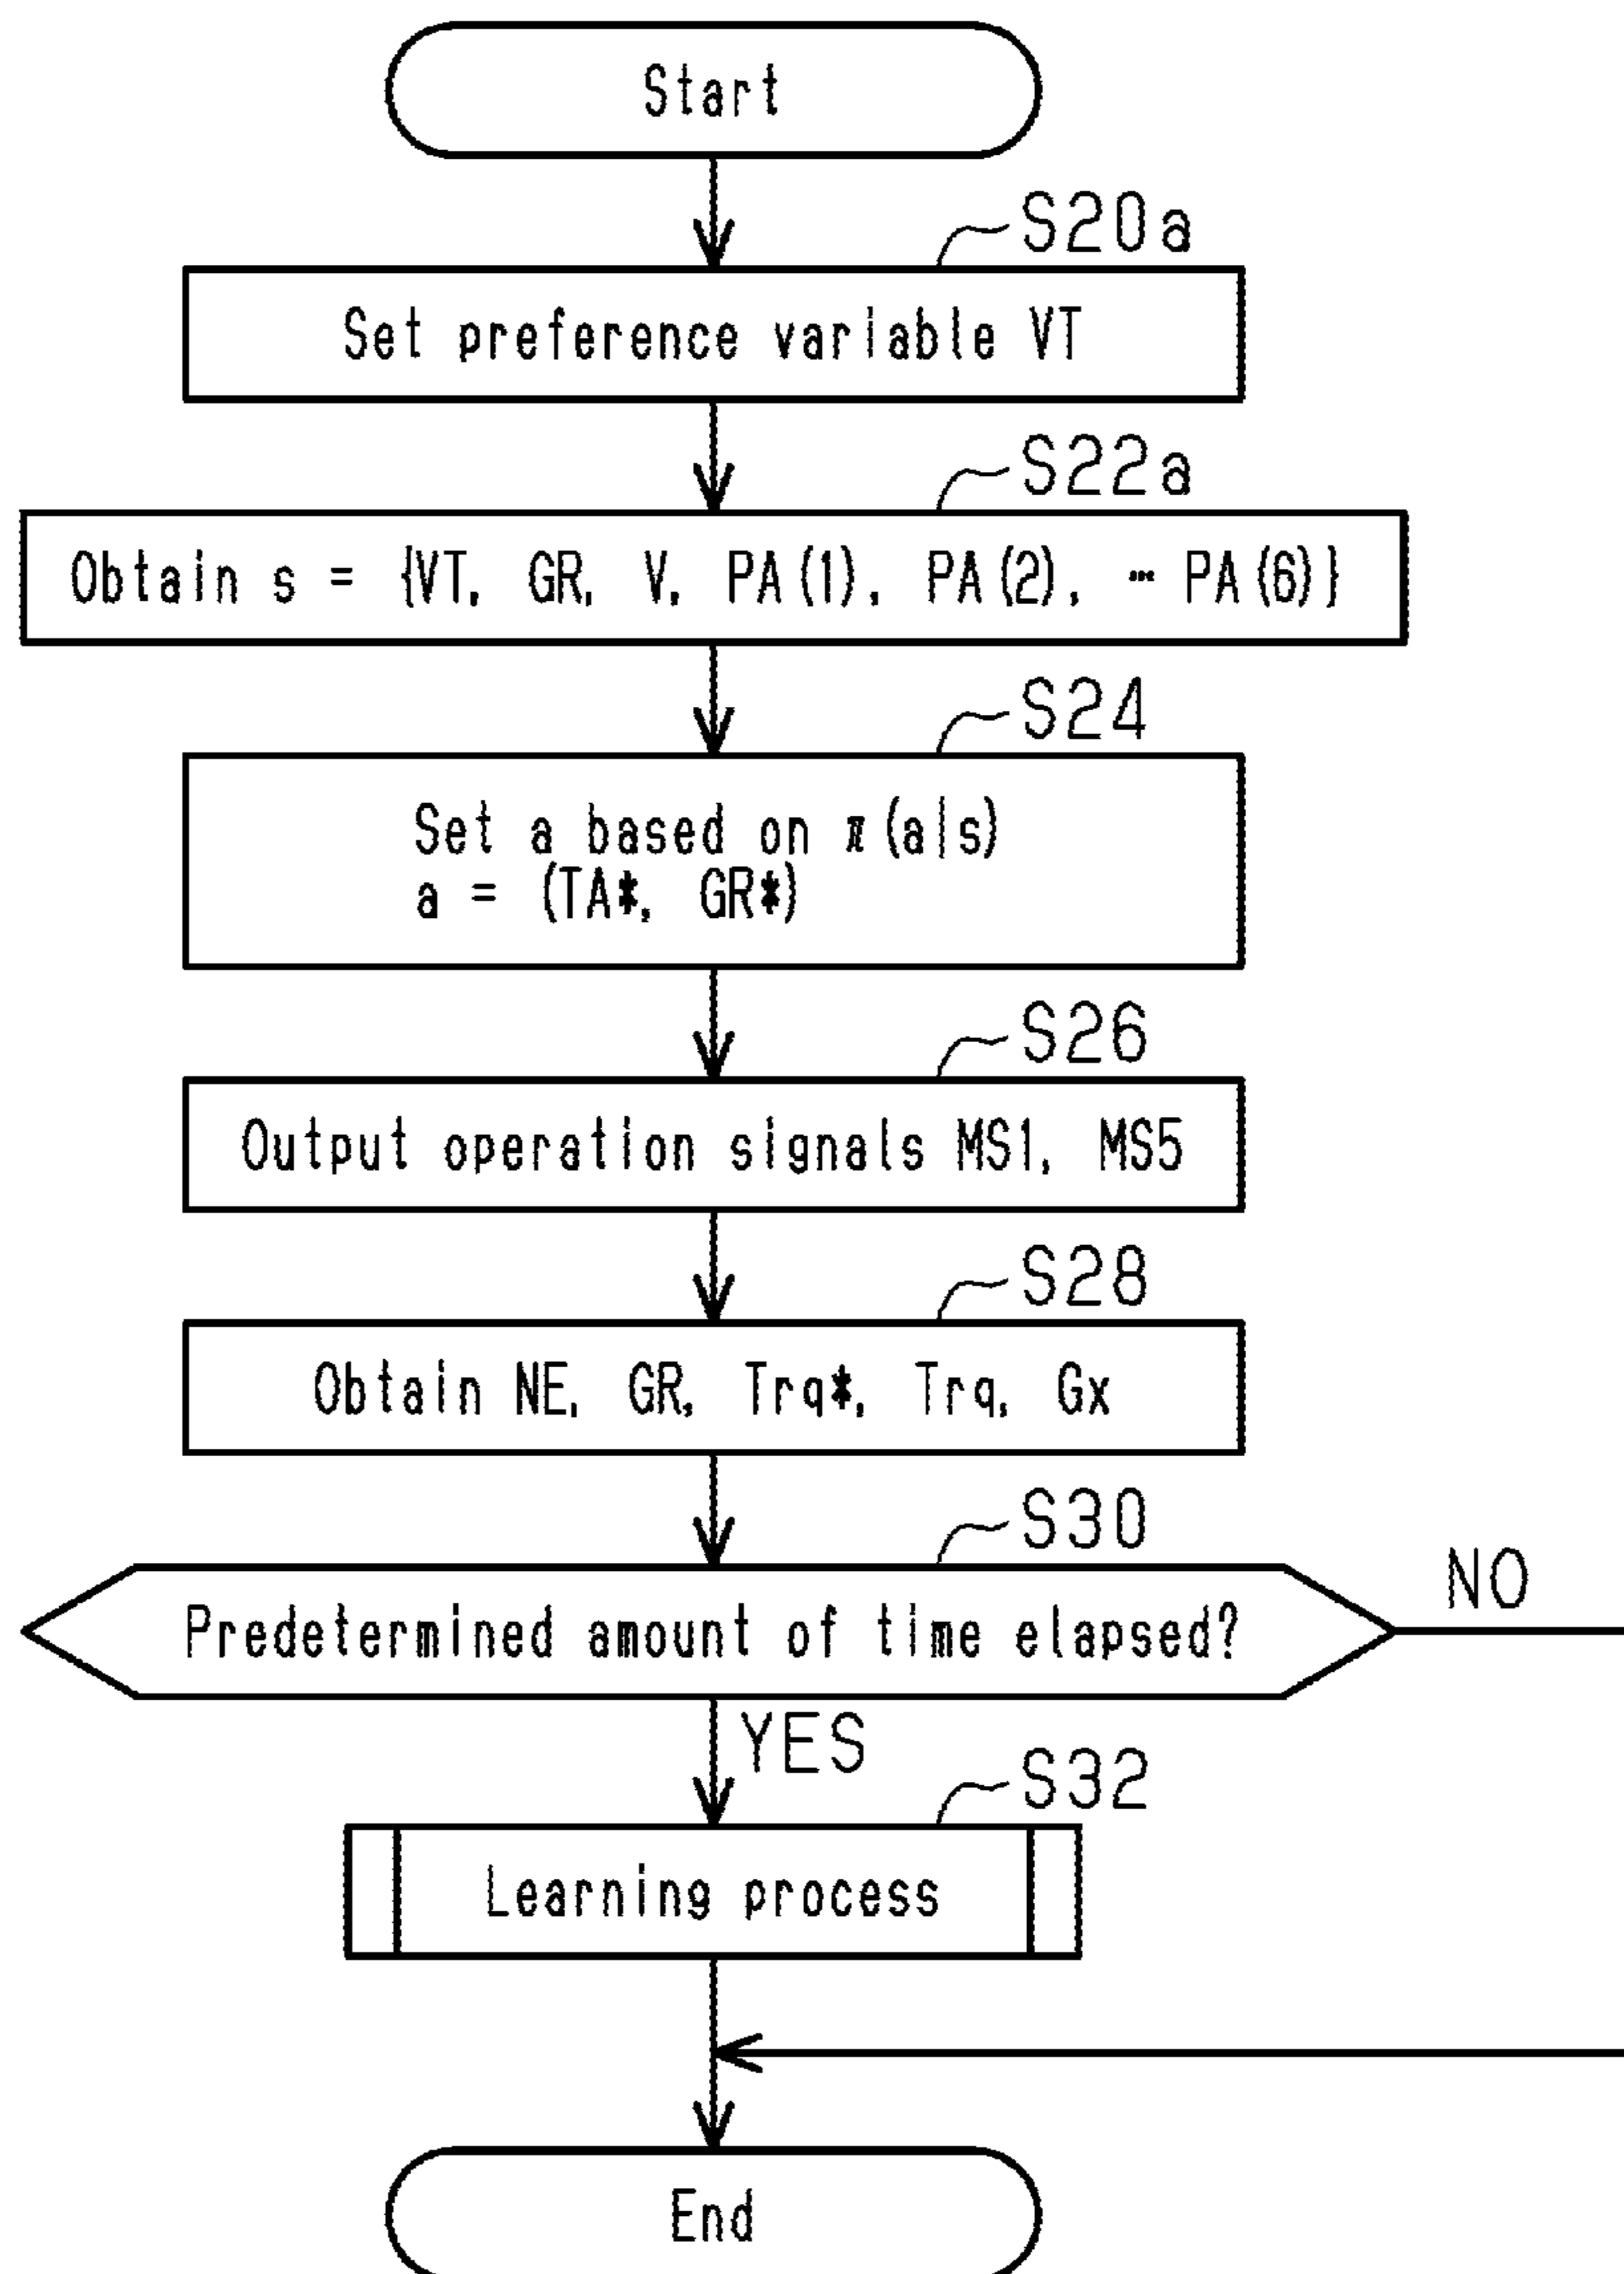 Start
S20a
Set preference variable VT
S22a
Obtain s = {VT, GR, V, PA(1), PA(2), … PA(6)}
S24
Set a based on π(a|s)
a = (TA*, GR*)
S26
Output operation signals MS1, MS5
S28
Obtain NE, GR, Trq*, Trq, Gx
S30
Predetermined amount of time elapsed?
NO
YES
S32
Learning process
End